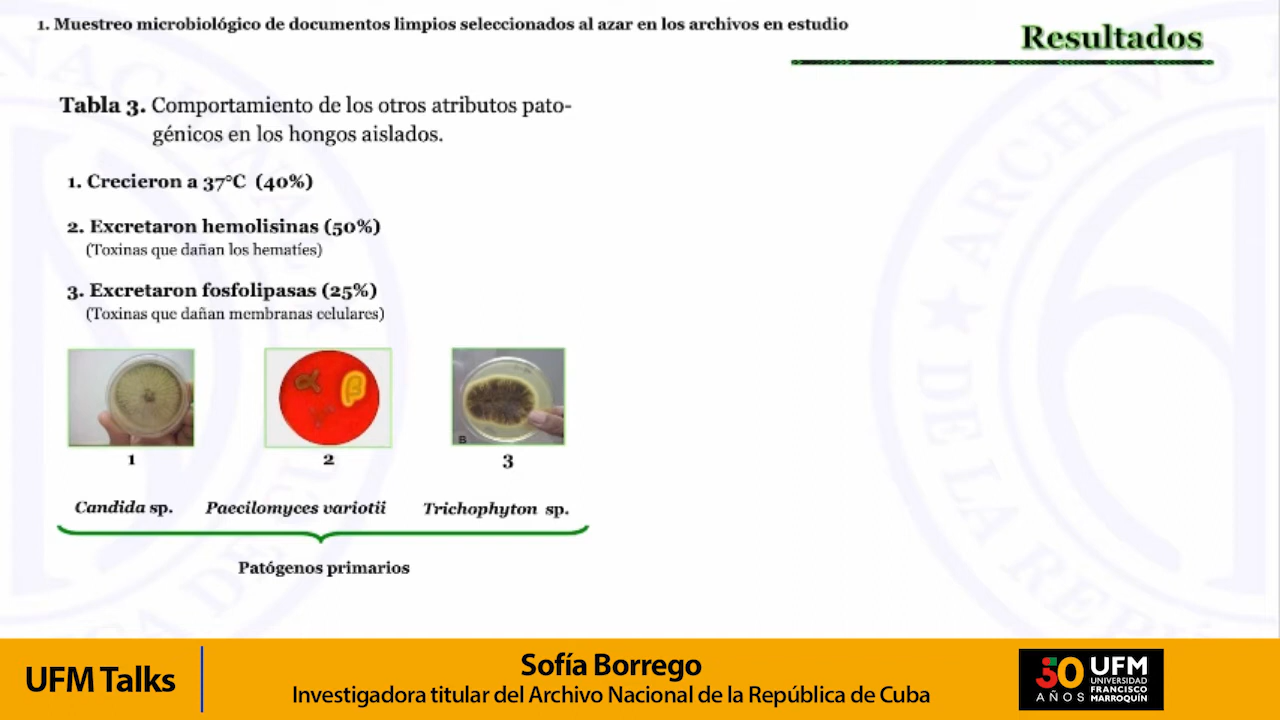 1. Muestreo microbiológico de documentos limpios seleccionados al azar en los archivos en estudio
Resultados
Tabla 3. Comportamiento de los otros atributos pato-
génicos en los hongos aislados.
1. Crecieron a 37°C (40%)
2. Excretaron hemolisinas (50%)
(Toxinas que dañan los hematíes)
3. Excretaron fosfolipasas (25%)
(Toxinas que dañan membranas celulares)
α
β
B
1
2
3
Candida sp.
Paecilomyces variotii
Trichophyton sp.
Patógenos primarios
ARCHIVO
DE LA REPÚ
UFM Talks
Sofía Borrego
Investigadora titular del Archivo Nacional de la República de Cuba
50
AÑOS
UFM
UNIVERSIDAD
FRANCISCO
MARROQUÍN